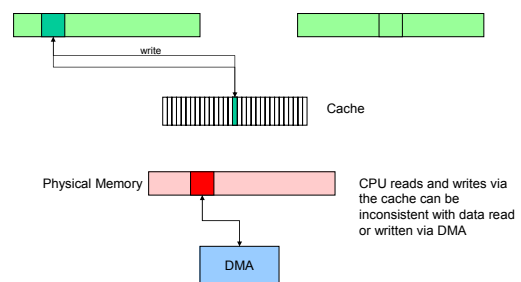 write
Cache
Physical Memory
CPU reads and writes via
the cache can be
inconsistent with data read
or written via DMA
DMA